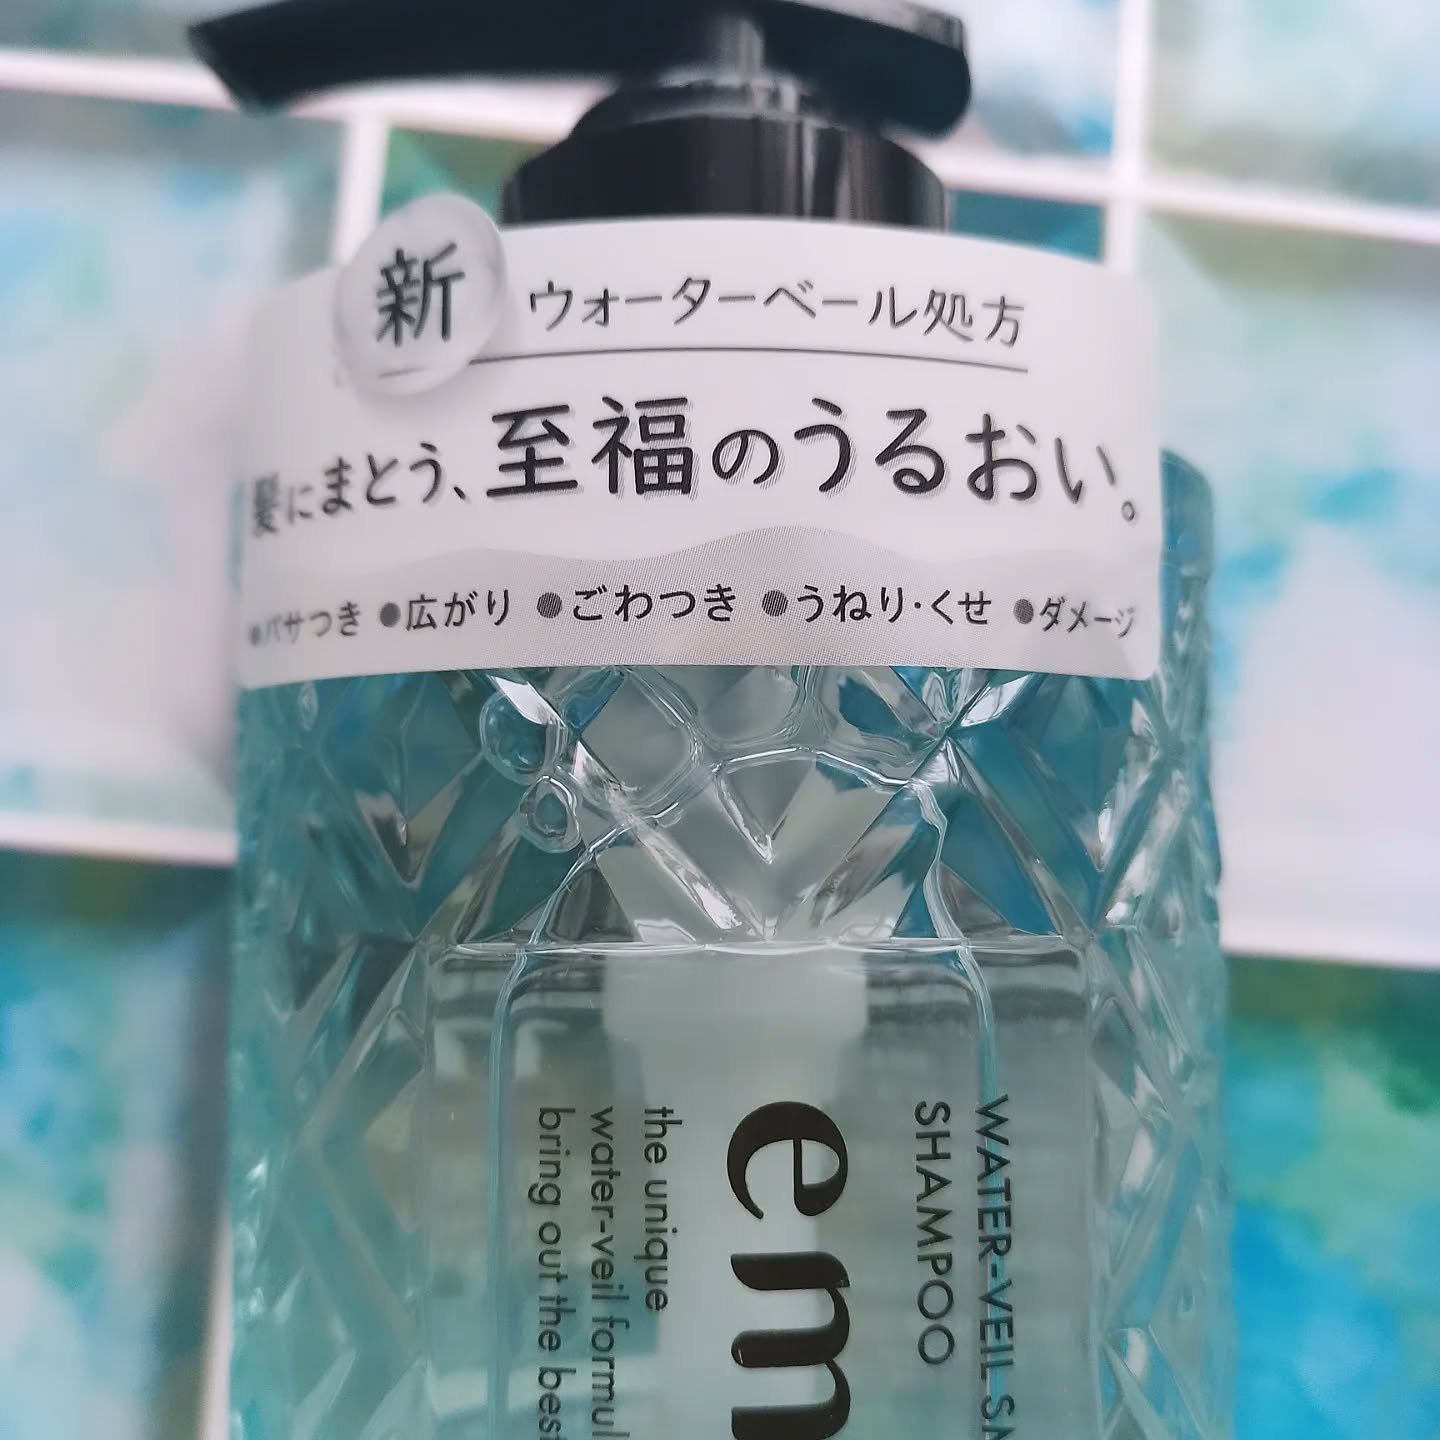 新
ウォーターベール処方
髪にまとう、至福のうるおい。
●パサつき ●広がり ●ごわつき ●うねり・くせ ●ダメージ
WATER-VEIL
SHAMPOO
em
the unique
water-veil
bring out the